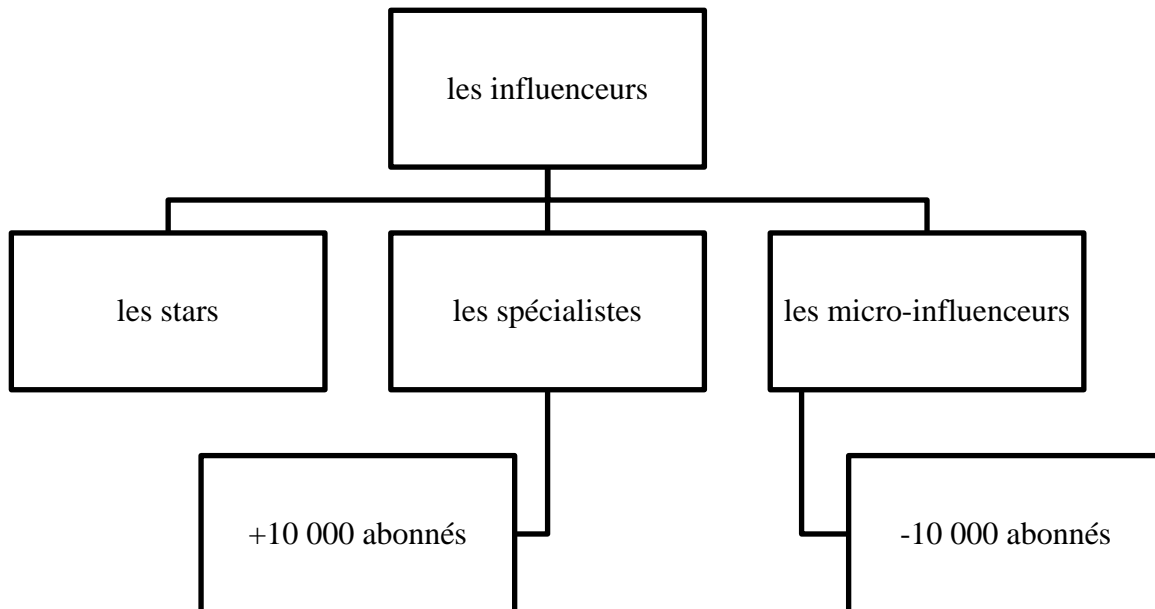 les influenceurs
les stars
les spécialistes
les micro-influenceurs
+10 000 abonnés
-10 000 abonnés